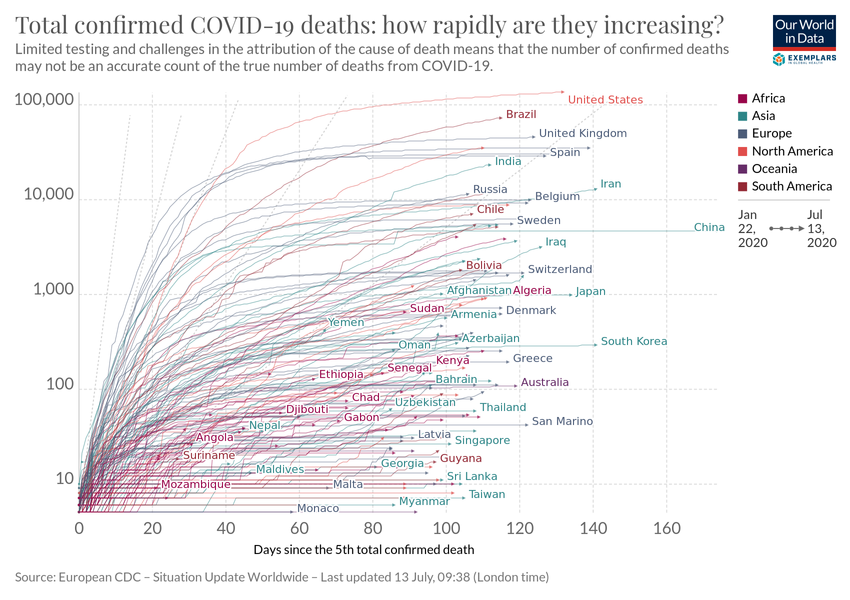 Total confirmed COVID-19 deaths: how rapidly are they increasing?
Limited testing and challenges in the attribution of the cause of death means that the number of confirmed deaths
may not be an accurate count of the true number of deaths from COVID-19.
Our World
in Data
EXEMPLARS
IN GLOBAL HEALTH
100,000
10,000
1,000
100
10
United States
Brazil
United Kingdom
Spain
India
Iran
Russia
Belgium
Chile
Sweden
China
Iraq
Bolivia
Switzerland
Afghanistan
Algeria
Japan
Sudan
Denmark
Armenia
Yemen
Azerbaijan
Oman
South Korea
Kenya
Greece
Senegal
Ethiopia
Bahrain
Australia
Chad
Uzbekistan
Djibouti
Thailand
Gabon
Nepal
San Marino
Angola
Latvia
Singapore
Suriname
Guyana
Georgia
Maldives
Sri Lanka
Mozambique
Malta
Taiwan
Myanmar
Monaco
0 20 40 60 80 100 120 140 160
Days since the 5th total confirmed death
Africa
Asia
Europe
North America
Oceania
South America
Jan 22, 2020
Jul 13, 2020
Source: European CDC – Situation Update Worldwide – Last updated 13 July, 09:38 (London time)